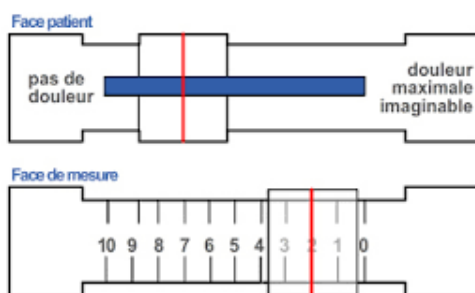 Face patient
pas de
douleur
douleur
maximale
imaginable
Face de mesure
10 9 8 7 6 5 4 3 2 1 0